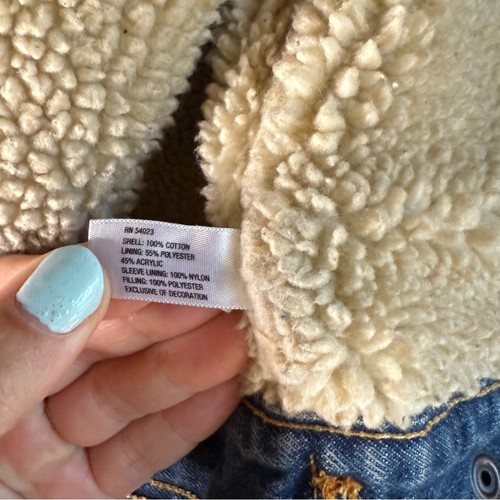 RN 54023
SHELL: 100% COTTON
LINING: 55% POLYESTER
45% ACRYLIC
SLEEVE LINING: 100% NYLON
FILLING: 100% POLYESTER
EXCLUSIVE OF DECORATION